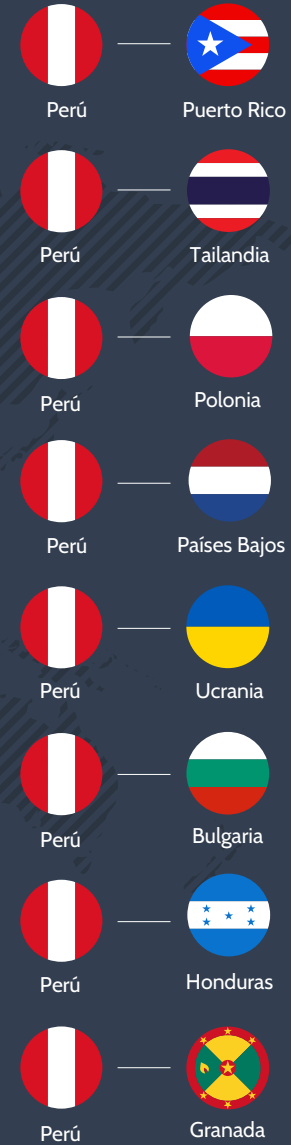 Perú
Puerto Rico
Perú
Tailandia
Perú
Polonia
Perú
Países Bajos
Perú
Ucrania
Perú
Bulgaria
Perú
Honduras
Perú
Granada